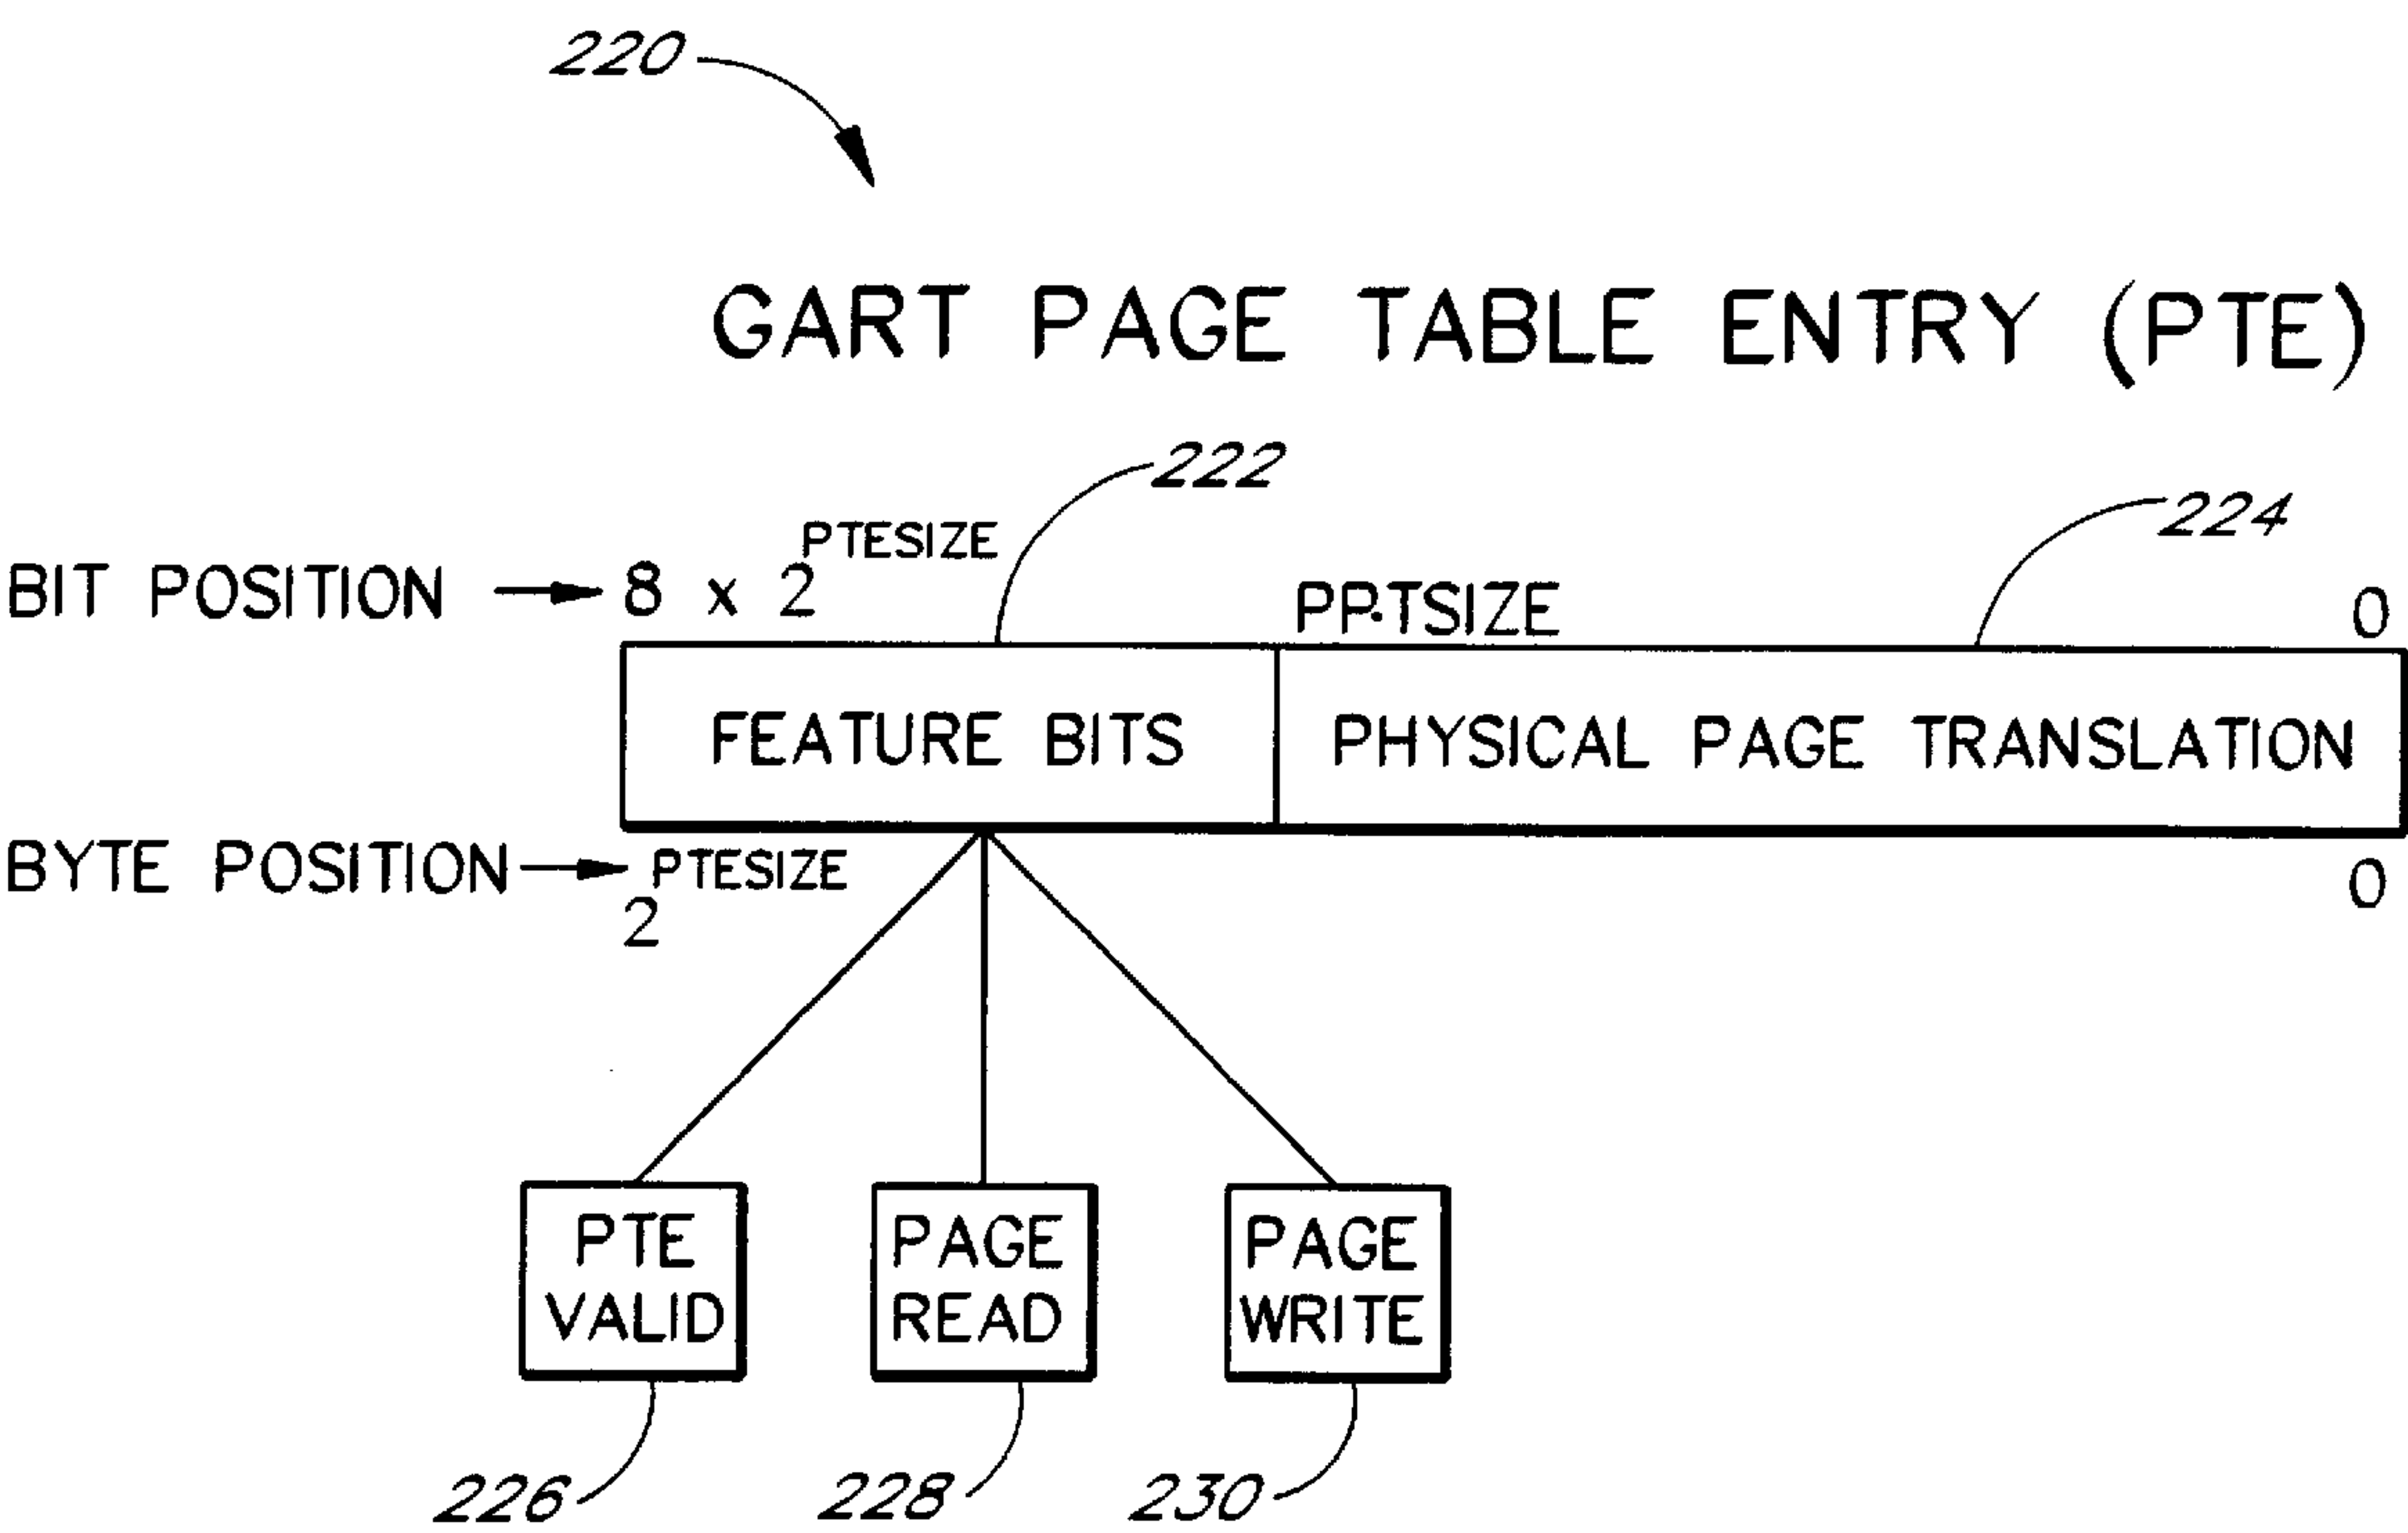 220
GART PAGE TABLE ENTRY (PTE)
222
224
BIT POSITION → 8 x 2 PTESIZE PP.TSIZE 0
FEATURE BITS PHYSICAL PAGE TRANSLATION
BYTE POSITION → 2 PTESIZE 0
PTE
VALID
PAGE
READ
PAGE
WRITE
226
228
230